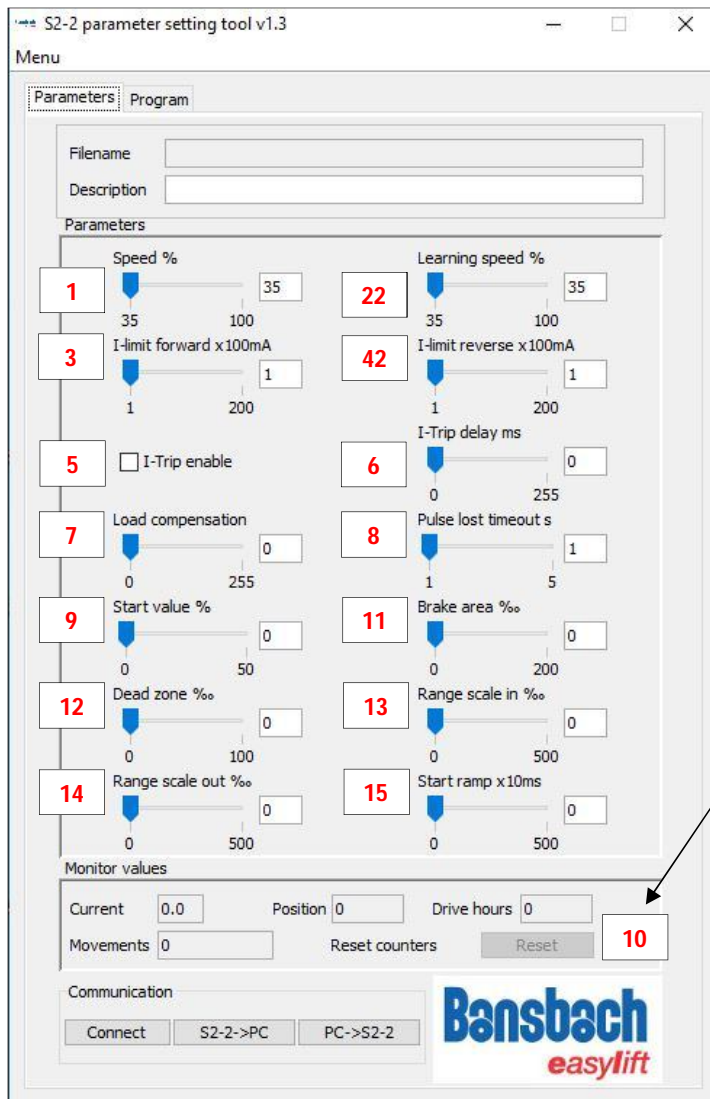 S2-2 parameter setting tool v1.3
Menu
Parameters Program
Filename
Description
Parameters
Speed % Learning speed %
1 35 22 35
35 100 35 100
I-limit forward x100mA I-limit reverse x100mA
3 1 42 1
1 200 1 200
I-Trip delay ms
5 I-Trip enable 6 0
0 255
Load compensation Pulse lost timeout s
7 0 8 1
0 255 1 5
Start value % Brake area ‰
9 0 11 0
0 50 0 200
Dead zone ‰ Range scale in ‰
12 0 13 0
0 100 0 500
Range scale out ‰ Start ramp x10ms
14 0 15 0
0 500 0 500
Monitor values
Current 0.0 Position 0 Drive hours 0
Movements 0 Reset counters Reset 10
Communication
Connect S2-2->PC PC->S2-2
Bansbach
easylift